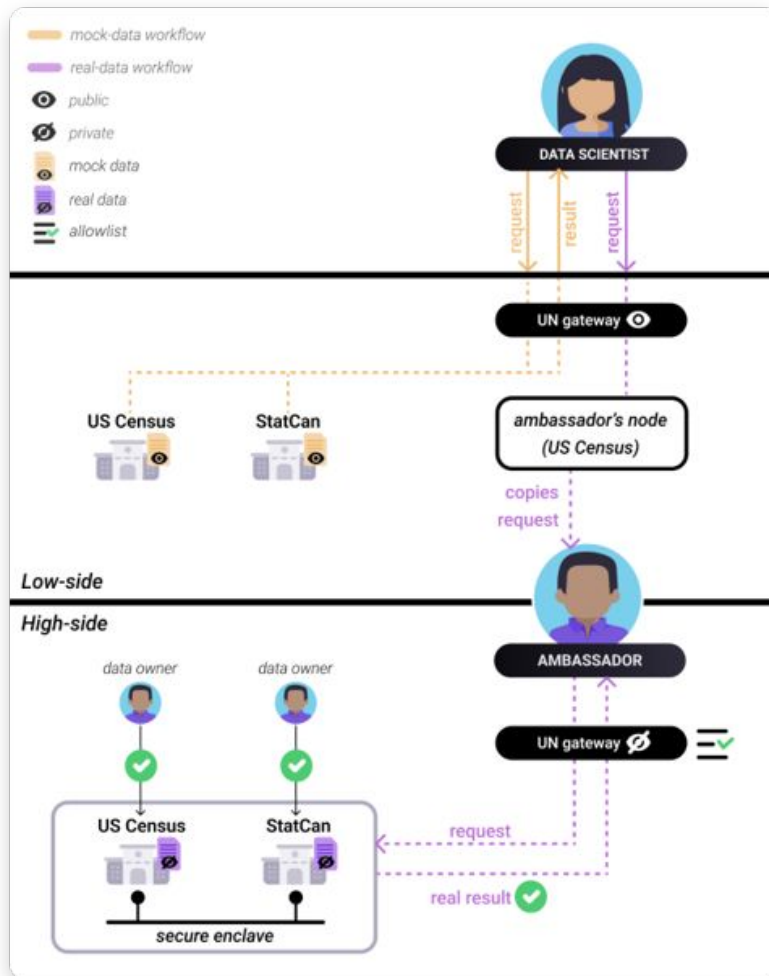 mock-data workflow
real-data workflow
public
private
mock data
real data
allowlist
DATA SCIENTIST
request
result
request
UN gateway
US Census
StatCan
ambassador's node
(US Census)
copies
request
Low-side
High-side
AMBASSADOR
data owner
data owner
UN gateway
US Census
StatCan
request
real result
secure enclave